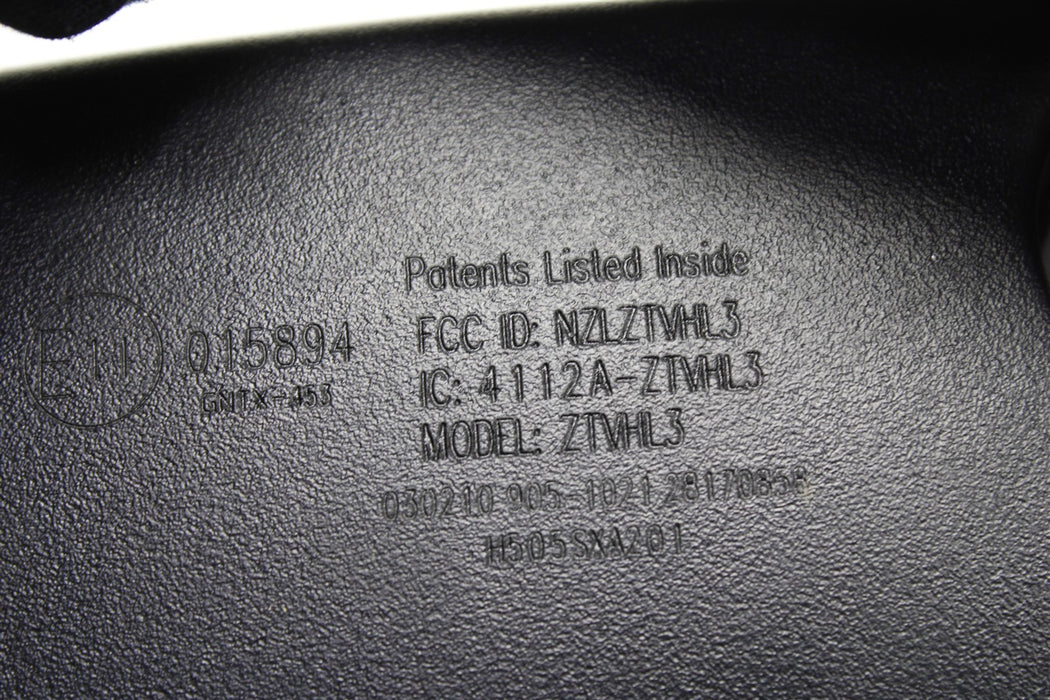 Patents Listed Inside
FCC ID: NZLZTVHL3
IC: 4112A-ZTVHL3
MODEL: ZTVHL3
E11 015894
GNTX-453
030210 905-1021 28170856
H505SXA201